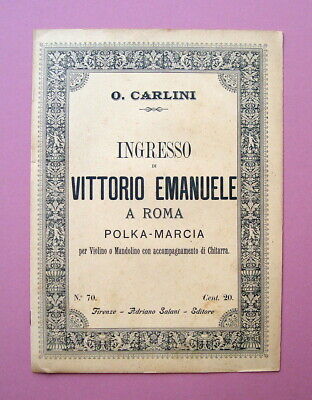 O. CARLINI
INGRESSO
DI
VITTORIO EMANUELE
A ROMA
POLKA-MARCIA
per Violino o Mandolino con accompagnamento di Chitarra.
N.º 70. Cent. 20.
Firenze - Adriano Salani - Editore